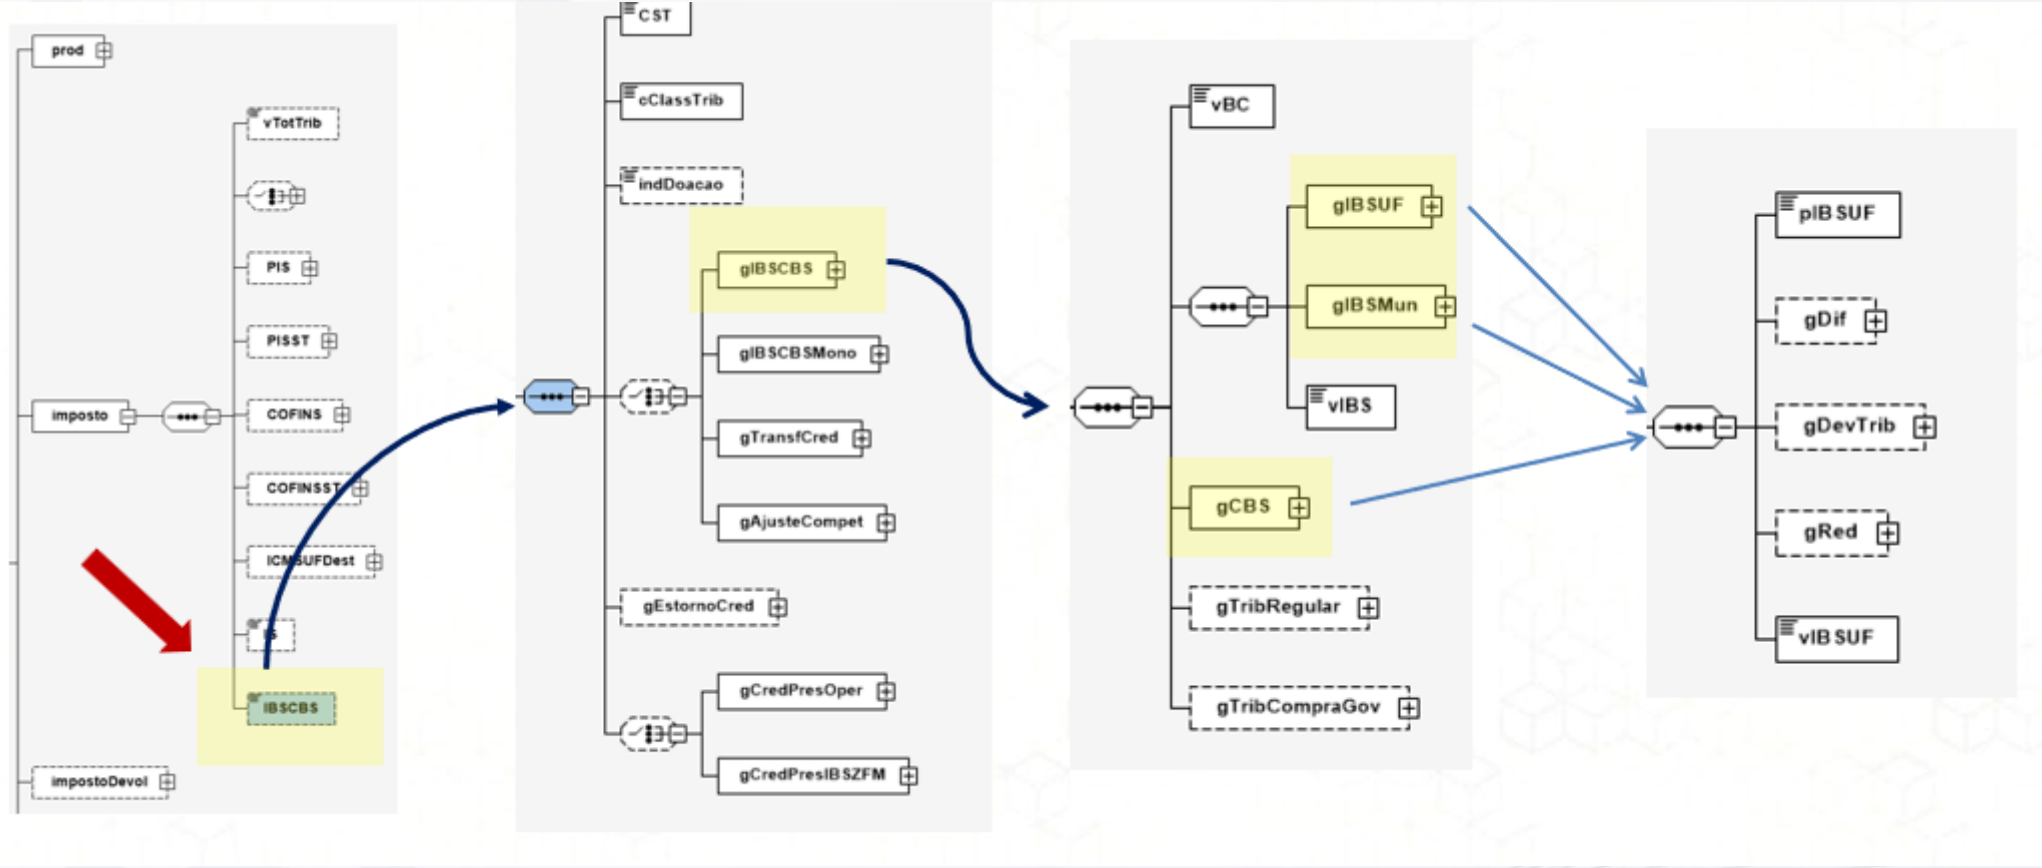 prod
vTotTrib
PIS
PISST
imposto
COFINS
COFINSST
ICMSUFDest
IS
IBSCBS
impostoDevol
CST
cClassTrib
indDoacao
gIBSCBS
gIBSCBSMono
gTransfCred
gAjusteCompet
gEstornoCred
gCredPresOper
gCredPresIBSZFM
vBC
gIBSUF
gIBSMun
vIBS
gCBS
gTribRegular
gTribCompraGov
pIBSUF
gDif
gDevTrib
gRed
vIBSUF